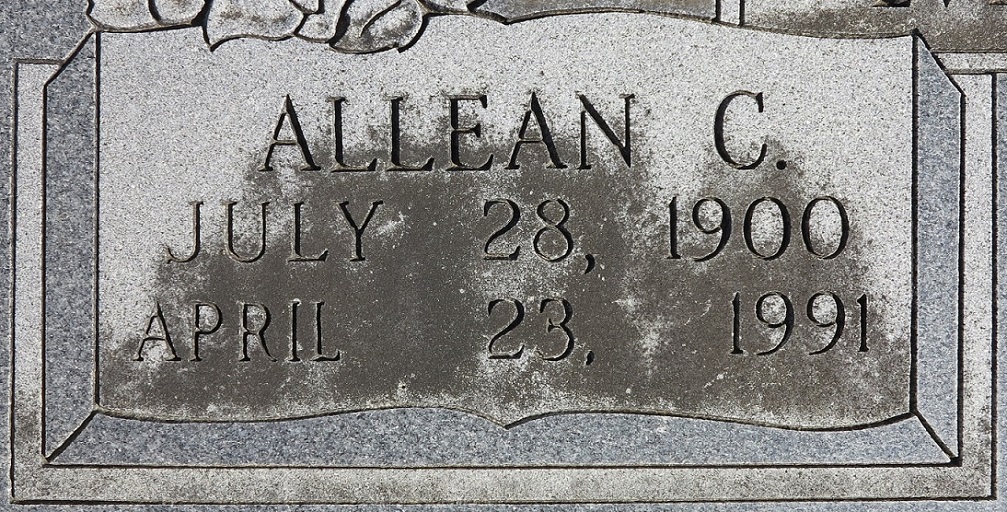 ALLEAN C.
JULY 28, 1900
APRIL 23, 1991